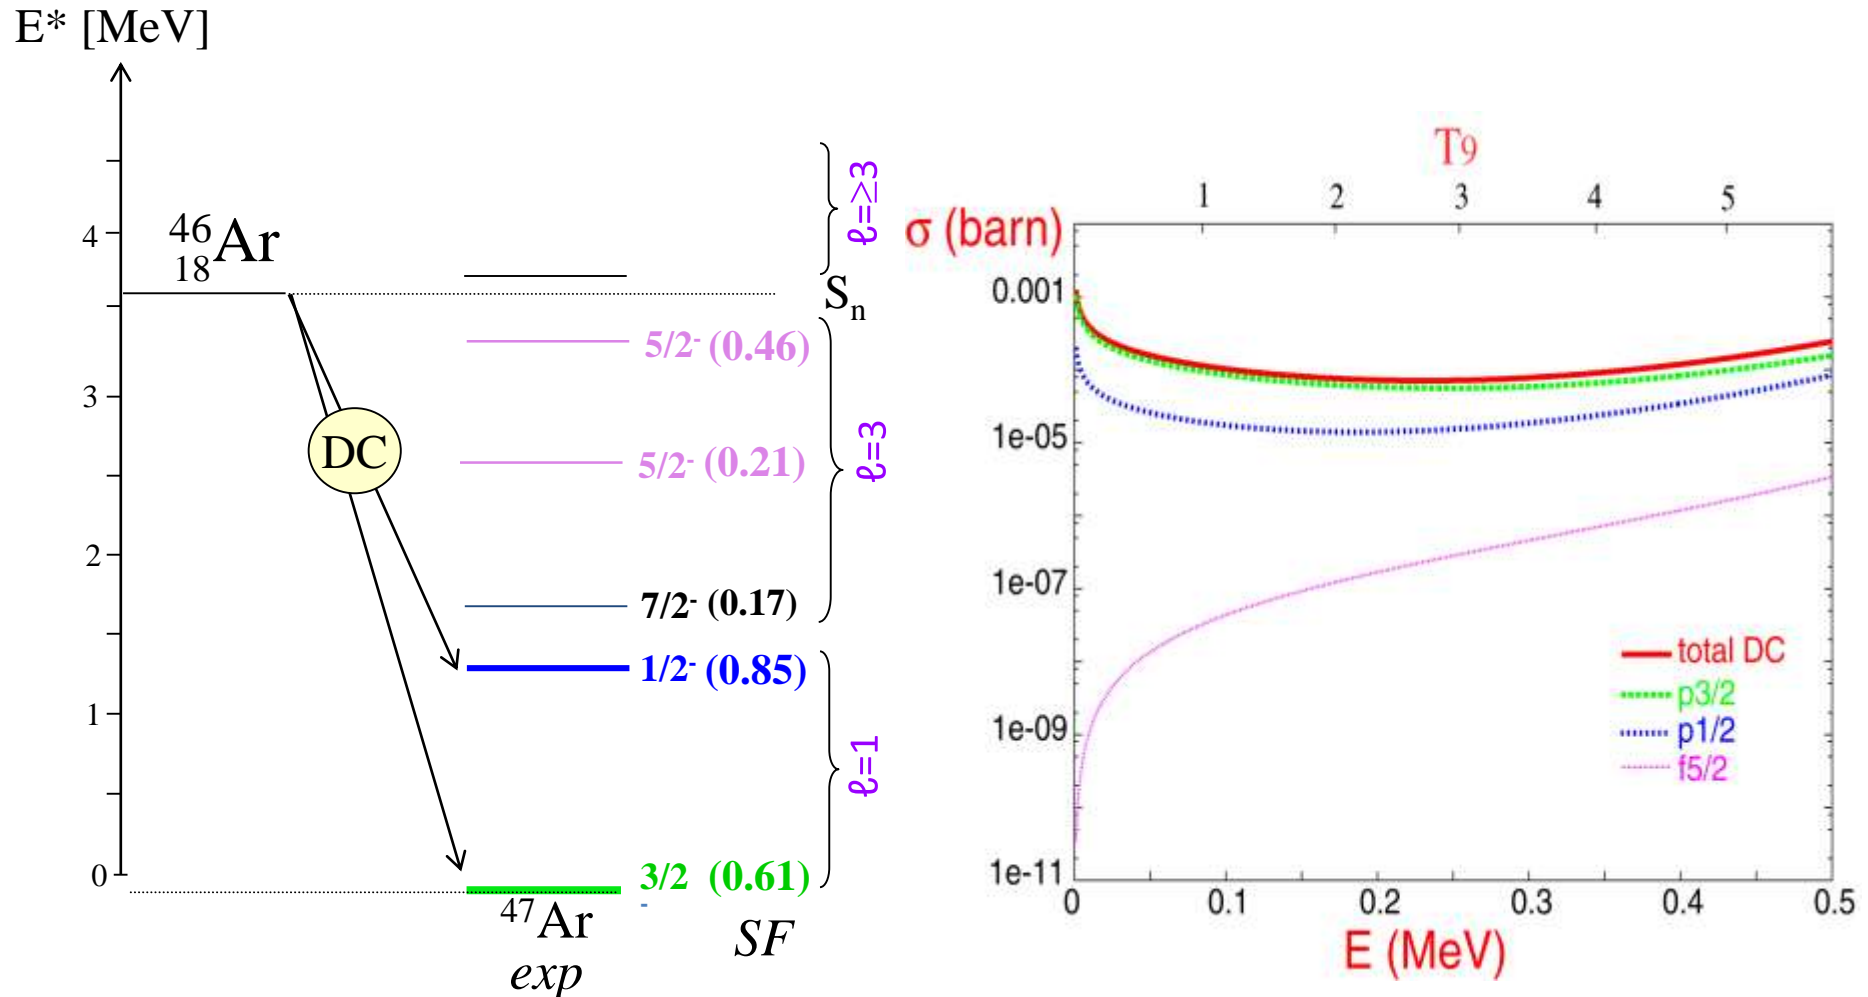 E* [MeV]
4
3
2
1
0
46
18Ar
DC
Sn
ℓ=≥3
5/2- (0.46)
5/2- (0.21)
ℓ=3
7/2- (0.17)
1/2- (0.85)
ℓ=1
3/2 (0.61)
-
47Ar
exp
SF
T9
1 2 3 4 5
σ (barn)
0.001
1e-05
1e-07
1e-09
1e-11
total DC
p3/2
p1/2
f5/2
0 0.1 0.2 0.3 0.4 0.5
E (MeV)